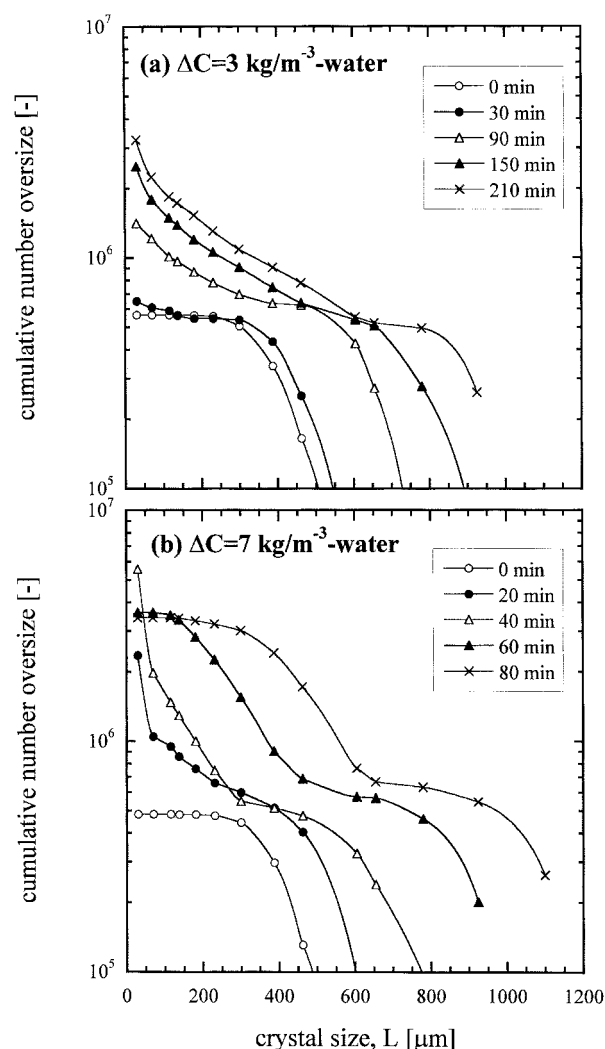 10^7
(a) ΔC=3 kg/m^-3-water
0 min
30 min
90 min
150 min
210 min
cumulative number oversize [-]
10^6
10^5
10^7
(b) ΔC=7 kg/m^-3-water
0 min
20 min
40 min
60 min
80 min
cumulative number oversize [-]
10^6
10^5
0 200 400 600 800 1000 1200
crystal size, L [μm]